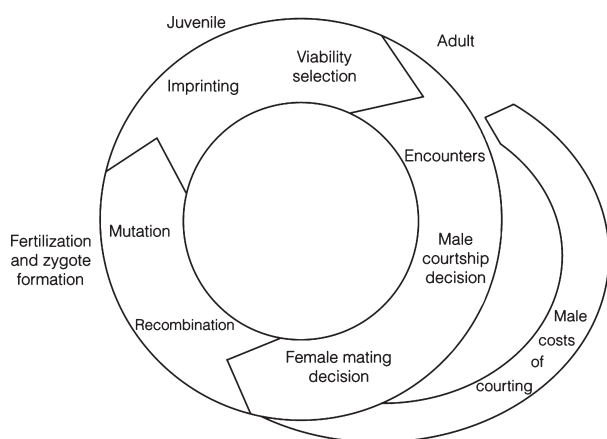 Juvenile
Adult
Viability
selection
Imprinting
Encounters
Male
courtship
decision
Female mating
decision
Recombination
Mutation
Fertilization
and zygote
formation
Male
costs
of
courting